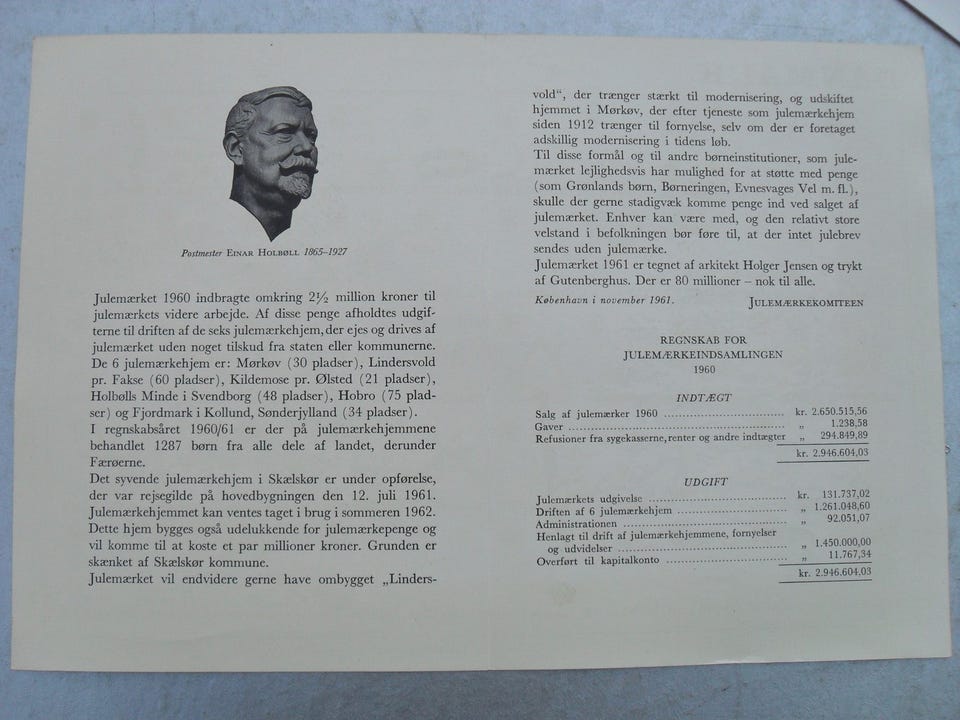 Postmester EINAR HOLBØLL 1865–1927
Julemærket 1960 indbragte omkring 2½ million kroner til
julemærkets videre arbejde. Af disse penge afholdtes udgif-
terne til driften af de seks julemærkehjem, der ejes og drives af
julemærket uden noget tilskud fra staten eller kommunerne.
De 6 julemærkehjem er: Mørkøv (30 pladser), Lindersvold
pr. Fakse (60 pladser), Kildemose pr. Ølsted (21 pladser),
Holbølls Minde i Svendborg (48 pladser), Hobro (75 plad-
ser) og Fjordmark i Kollund, Sønderjylland (34 pladser).
I regnskabsåret 1960/61 er der på julemærkehjemmene
behandlet 1287 børn fra alle dele af landet, derunder
Færøerne.
Det syvende julemærkehjem i Skælskør er under opførelse,
der var rejsegilde på hovedbygningen den 12. juli 1961.
Julemærkehjemmet kan ventes taget i brug i sommeren 1962.
Dette hjem bygges også udelukkende for julemærkepenge og
vil komme til at koste et par millioner kroner. Grunden er
skænket af Skælskør kommune.
Julemærket vil endvidere gerne have ombygget „Linders-
vold“, der trænger stærkt til modernisering, og udskiftet
hjemmet i Mørkøv, der efter tjeneste som julemærkehjem
siden 1912 trænger til fornyelse, selv om der er foretaget
adskillig modernisering i tidens løb.
Til disse formål og til andre børneinstitutioner, som jule-
mærket lejlighedsvis har mulighed for at støtte med penge
(som Grønlands børn, Børneringen, Evnesvages Vel m. fl.),
skulle der gerne stadigvæk komme penge ind ved salget af
julemærket. Enhver kan være med, og den relativt store
velstand i befolkningen bør føre til, at der intet julebrev
sendes uden julemærke.
Julemærket 1961 er tegnet af arkitekt Holger Jensen og trykt
af Gutenberghus. Der er 80 millioner – nok til alle.
København i november 1961. JULEMÆRKEKOMITEEN
REGNSKAB FOR
JULEMÆRKEINDSAMLINGEN
1960
INDTÆGT
Salg af julemærker 1960 kr. 2.650.515,56
Gaver „ 1.238,58
Refusioner fra sygekasserne, renter og andre indtægter „ 294.849,89
kr. 2.946.604,03
UDGIFT
Julemærkets udgivelse kr. 131.737,02
Driften af 6 julemærkehjem „ 1.261.048,60
Administrationen „ 92.051,07
Henlagt til drift af julemærkehjemmene, fornyelser
og udvidelser „ 1.450.000,00
Overført til kapitalkonto „ 11.767,34
kr. 2.946.604,03